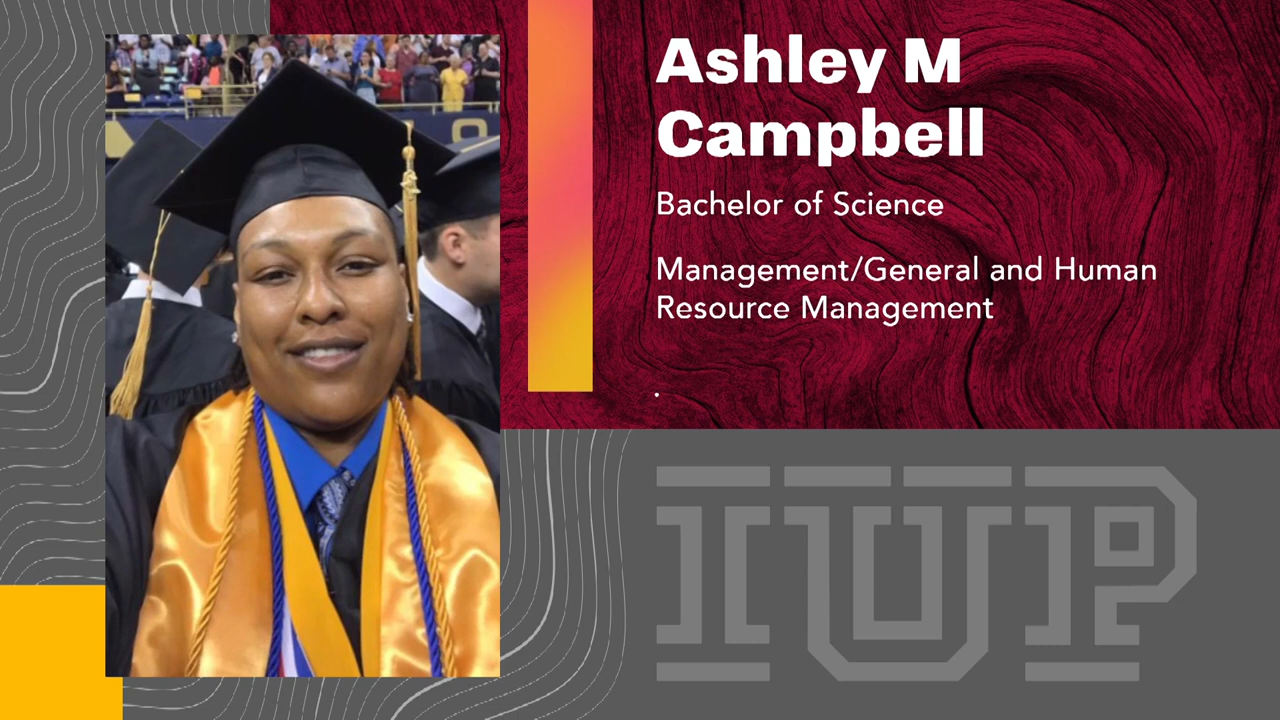 Ashley M
Campbell
Bachelor of Science
Management/General and Human
Resource Management
.
IUP